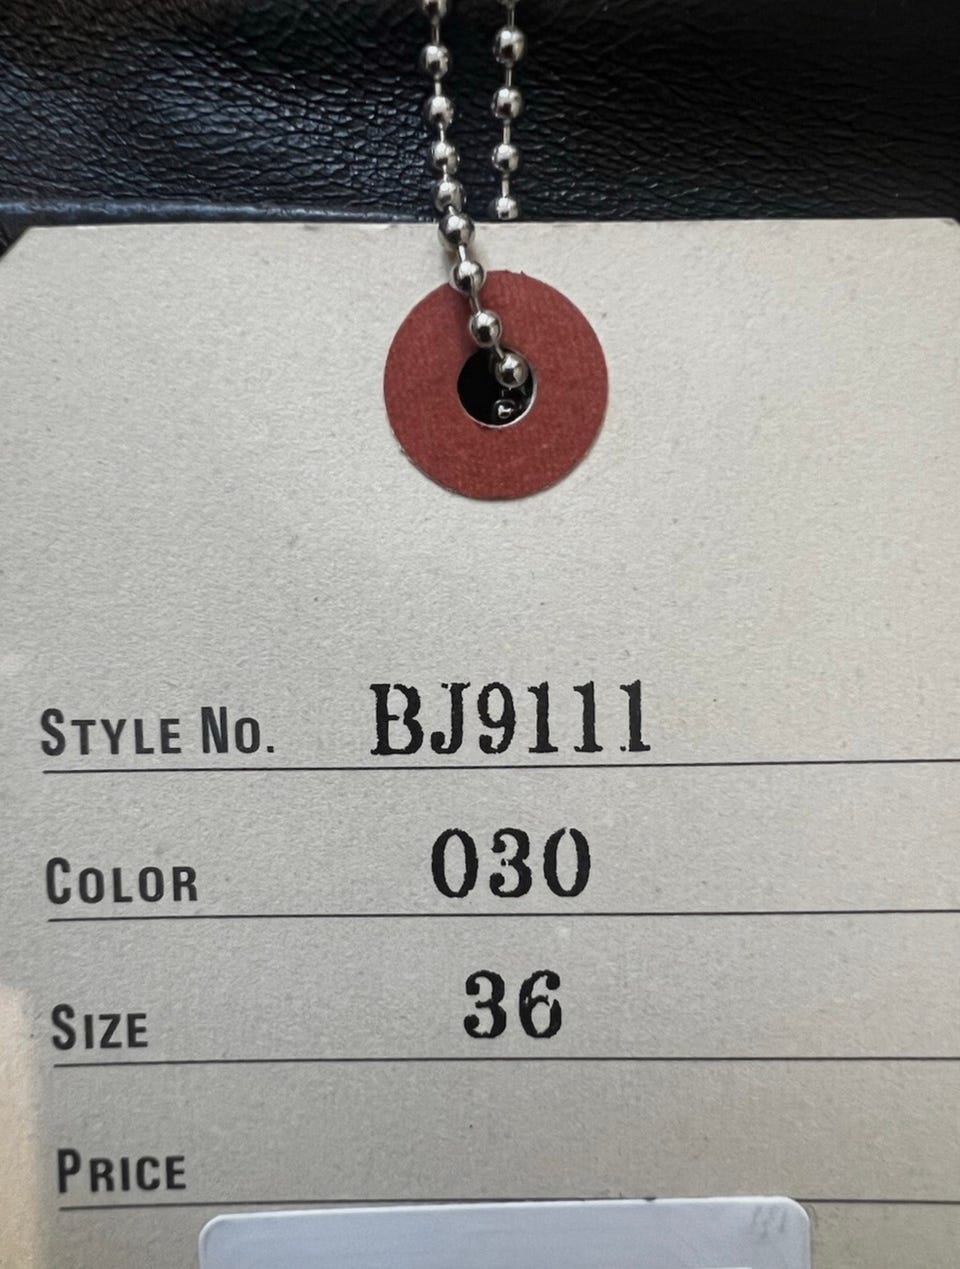 STYLE NO. BJ9111
COLOR 030
SIZE 36
PRICE